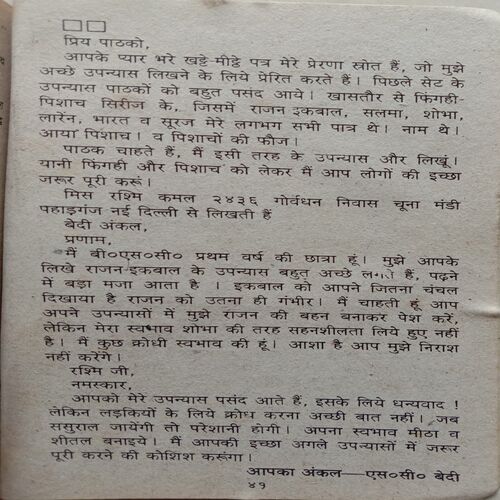 प्रिय पाठको,
आपके प्यार भरे खट्टे-मीठ्ठे पत्र मेरे प्रेरणा स्रोत हैं, जो मुझे
अच्छे उपन्यास लिखने के लिये प्रेरित करते हैं। पिछले सेट के
उपन्यास पाठकों को बहुत पसंद आये। खासतौर से फिंगही-
पिशाच सिरीज के, जिसमें राजन-इकबाल, सलमा, शोभा,
लारेन, भारत व सूरज मेरे लगभग सभी पात्र थे। नाम थे।
आया पिशाच। व पिशाचों की फौज।
पाठक चाहते हैं, मैं इसी तरह के उपन्यास और लिखूं।
यानी फिंगही और पिशाच को लेकर मैं आप लोगों की इच्छा
जरूर पूरी करूं।
मिस रश्मि कमल २४३६ गोर्वधन निवास चूना मंडी
पहाड़गंज नई दिल्ली से लिखती हैं
बेदी अंकल,
प्रणाम,
मैं बी०एस०सी० प्रथम वर्ष की छात्रा हूं। मुझे आपके
लिखे राजन-इकबाल के उपन्यास बहुत अच्छे लगते हैं, पढ़ने
में बड़ा मजा आता है । इकबाल को आपने जितना चंचल
दिखाया है राजन को उतना ही गंभीर। मैं चाहती हूं आप
अपने उपन्यासों में मुझे राजन की बहन बनाकर पेश करें,
लेकिन मेरा स्वभाव शोभा की तरह सहनशीलता लिये हुए नहीं
है। मैं कुछ क्रोधी स्वभाव की हूं। आशा है आप मुझे निराश
नहीं करेंगे।
रश्मि जी,
नमस्कार,
आपको मेरे उपन्यास पसंद आते हैं, इसके लिये धन्यवाद !
लेकिन लड़कियों के लिये क्रोध करना अच्छी बात नहीं। जब
ससुराल जायेंगी तो परेशानी होगी। अपना स्वभाव मीठा व
शीतल बनाइये। मैं आपकी इच्छा अगले उपन्यासों में जरूर
पूरी करने की कोशिश करूंगा।
आपका अंकल—एस०सी० बेदी
४१